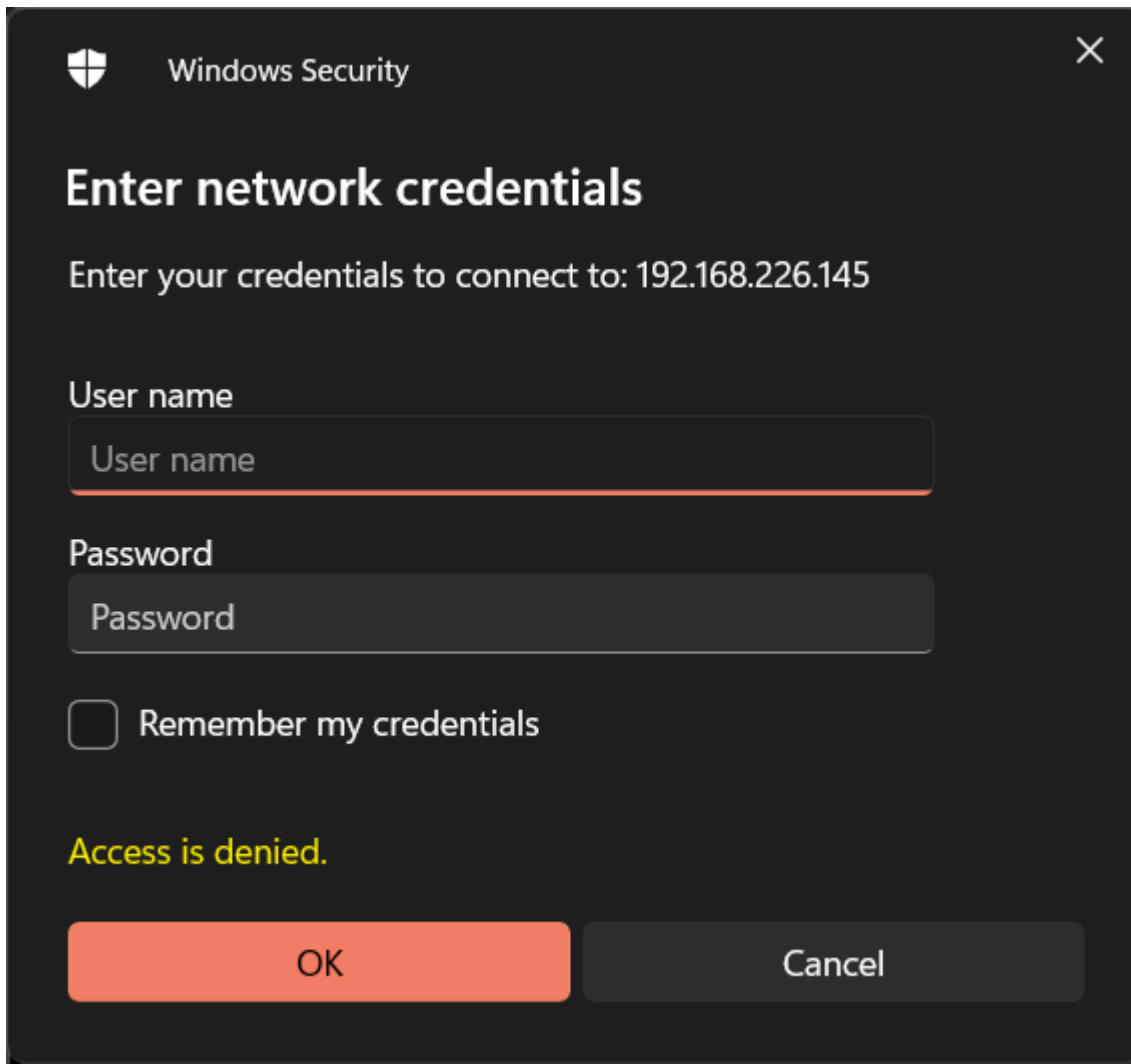 Windows Security
Enter network credentials
Enter your credentials to connect to: 192.168.226.145
User name
User name
Password
Password
Remember my credentials
Access is denied.
OK Cancel